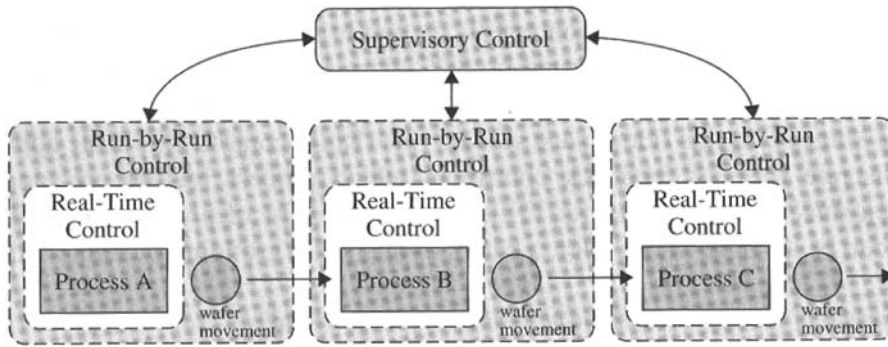 Supervisory Control
Run-by-Run
Control
Real-Time
Control
Process A
wafer
movement
Run-by-Run
Control
Real-Time
Control
Process B
wafer
movement
Run-by-Run
Control
Real-Time
Control
Process C
wafer
movement